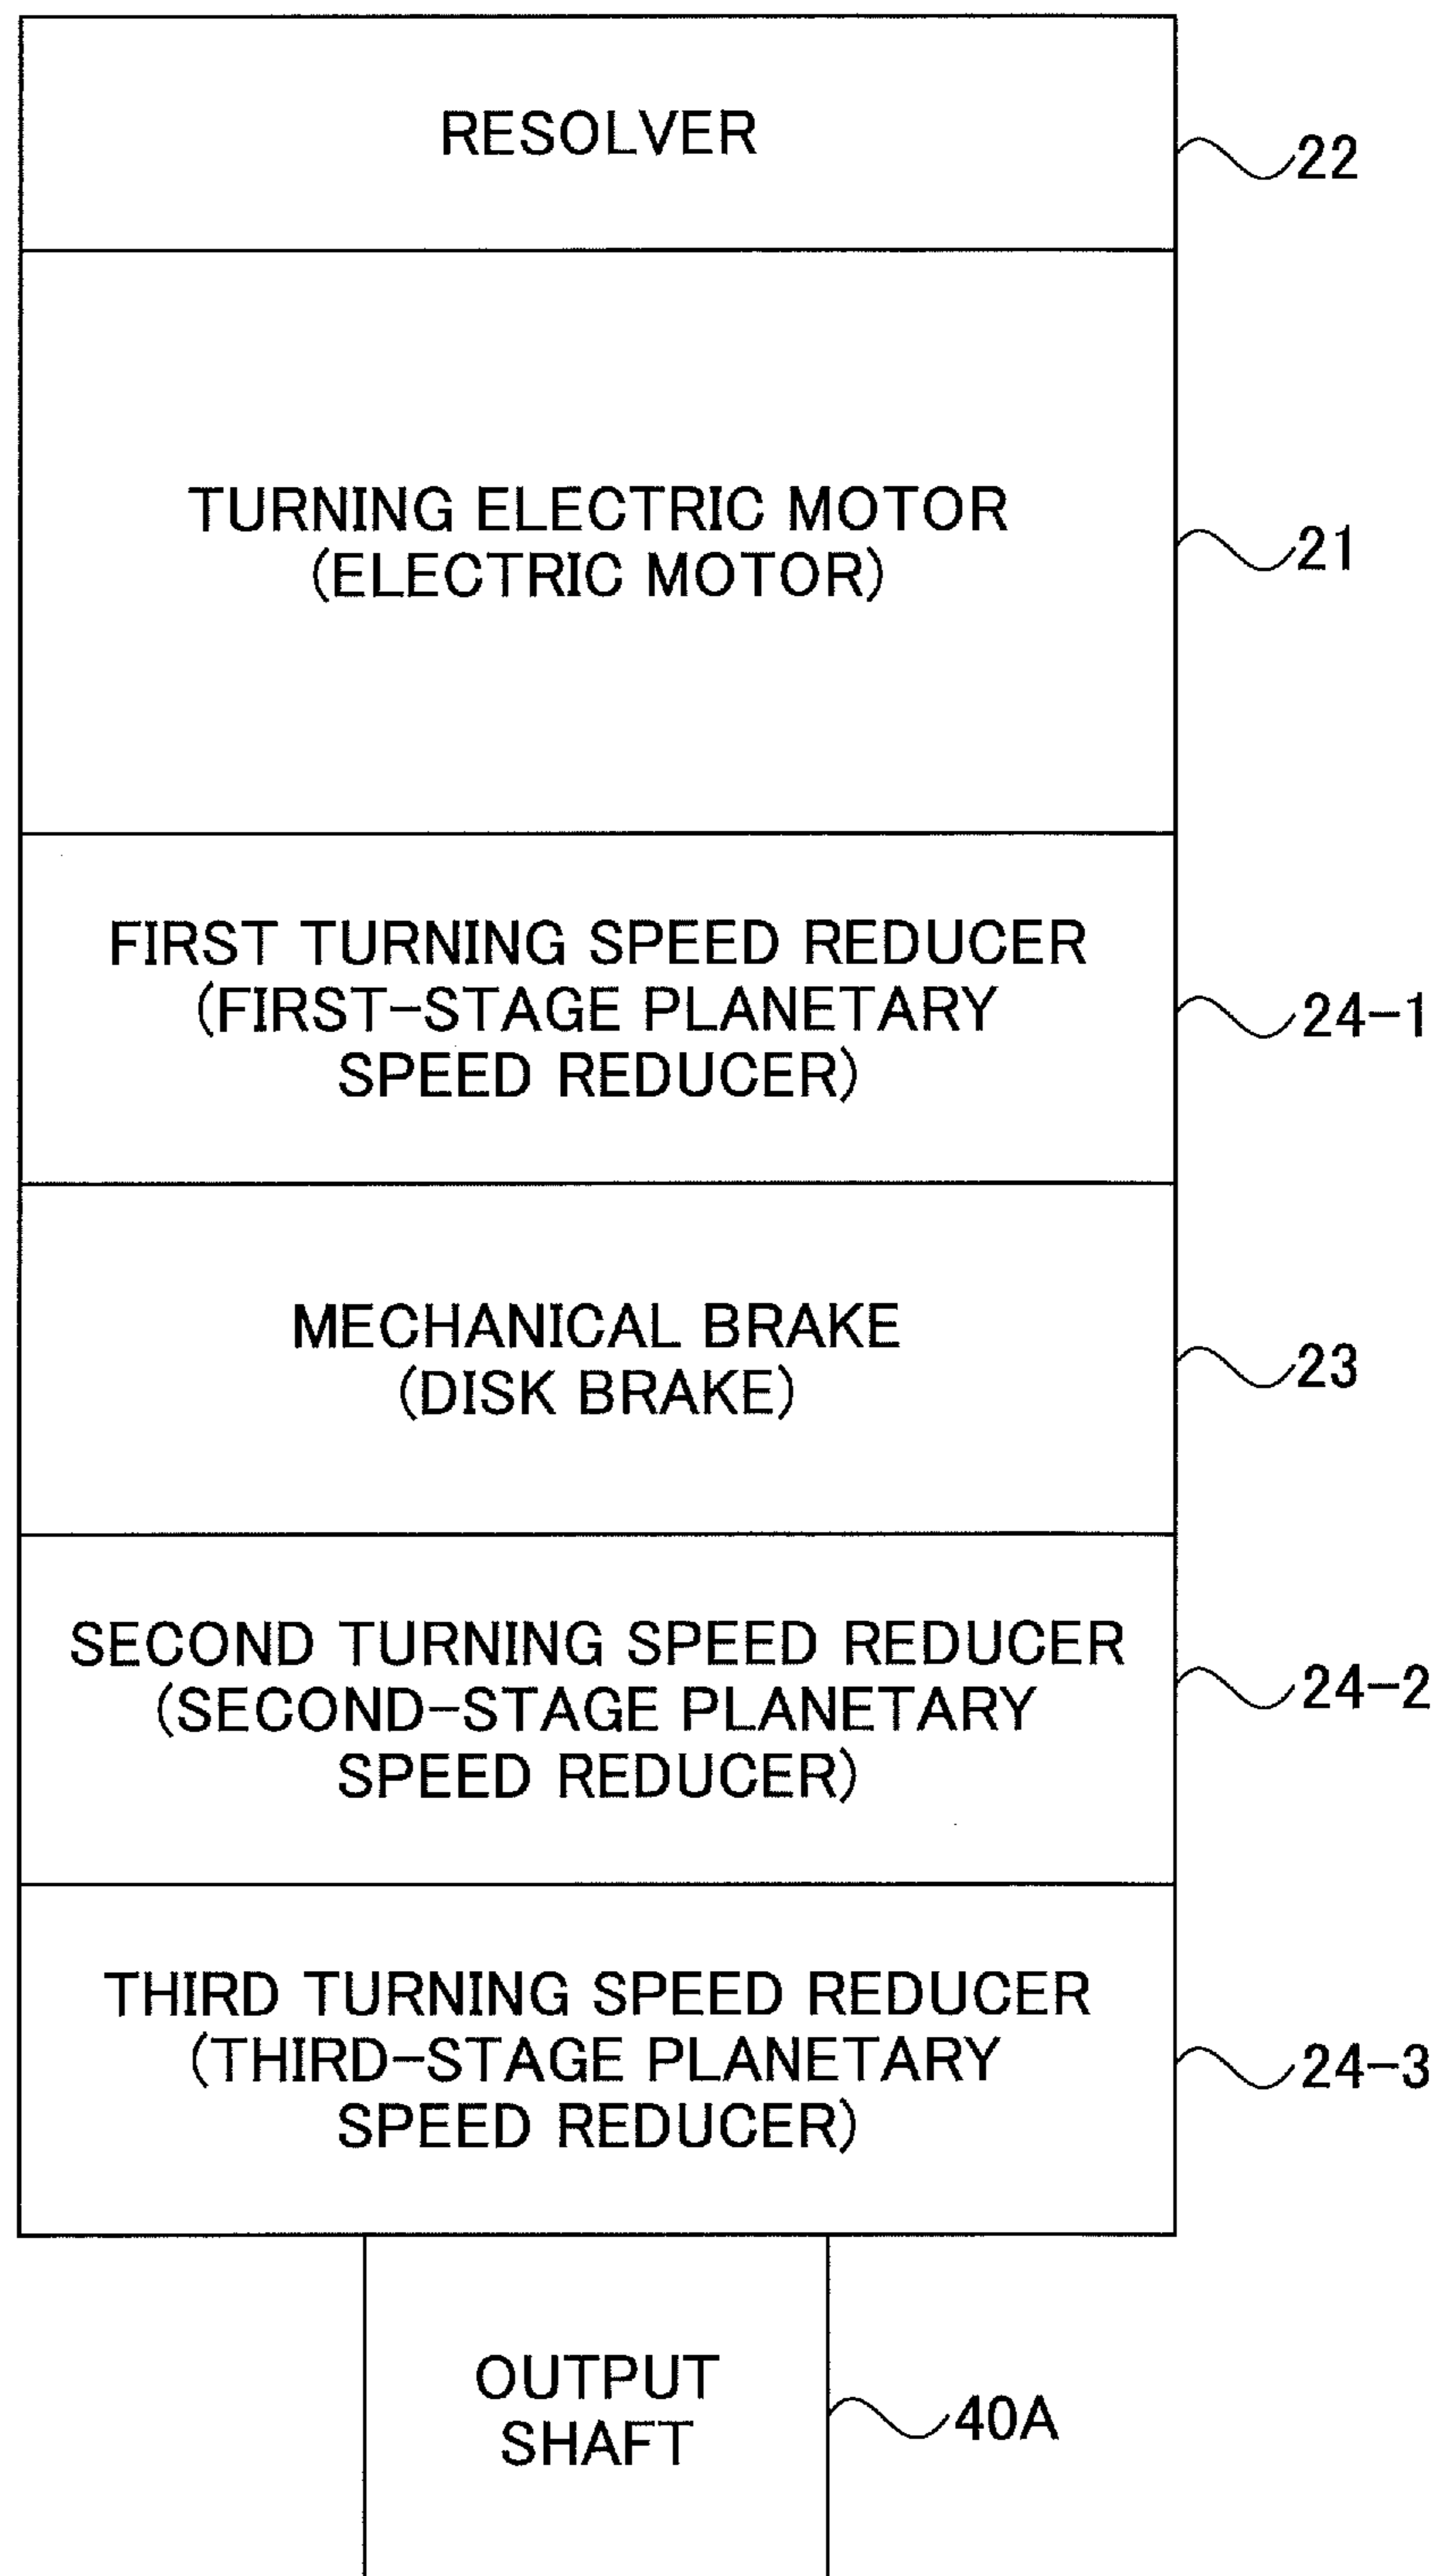 RESOLVER
22
TURNING ELECTRIC MOTOR
(ELECTRIC MOTOR)
21
FIRST TURNING SPEED REDUCER
(FIRST-STAGE PLANETARY
SPEED REDUCER)
24-1
MECHANICAL BRAKE
(DISK BRAKE)
23
SECOND TURNING SPEED REDUCER
(SECOND-STAGE PLANETARY
SPEED REDUCER)
24-2
THIRD TURNING SPEED REDUCER
(THIRD-STAGE PLANETARY
SPEED REDUCER)
24-3
OUTPUT
SHAFT
40A